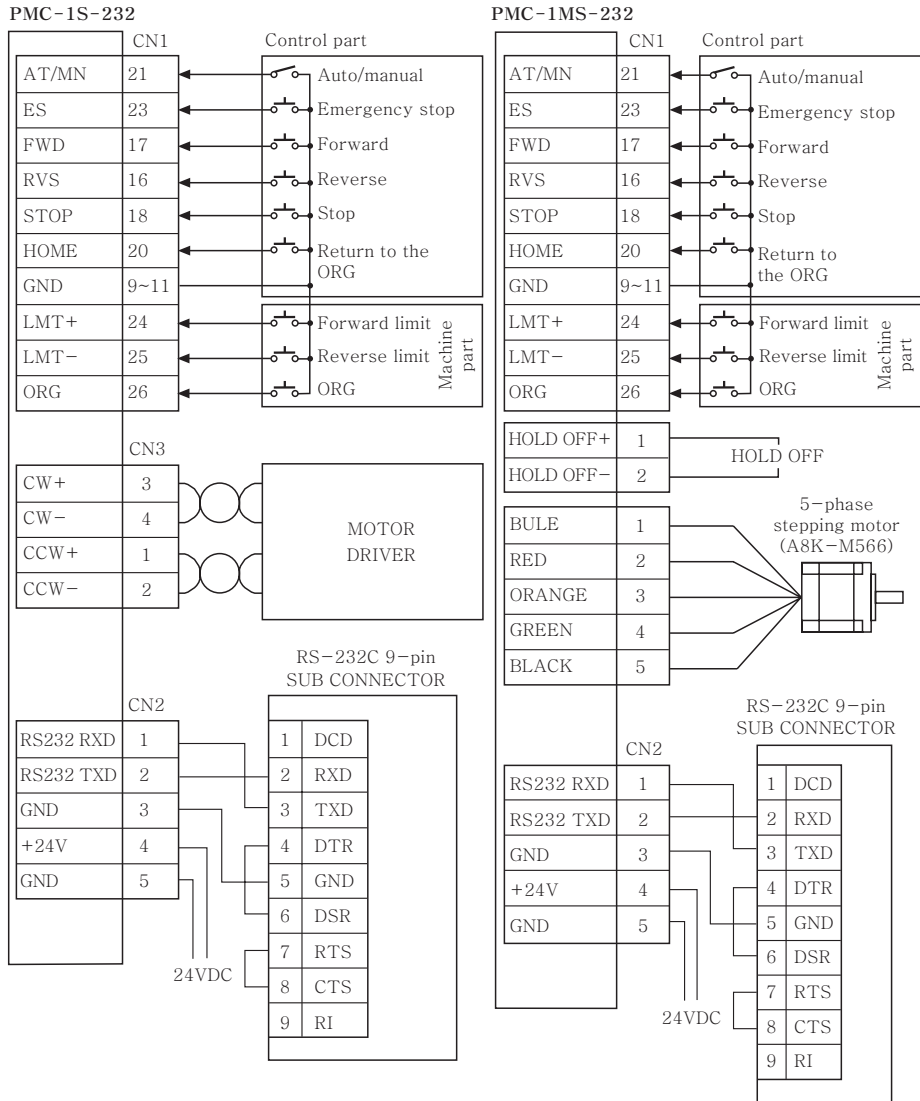 PMC-1S-232
CN1
Control part
AT/MN 21 Auto/manual
ES 23 Emergency stop
FWD 17 Forward
RVS 16 Reverse
STOP 18 Stop
HOME 20 Return to the
ORG
GND 9~11
LMT+ 24 Forward limit
LMT- 25 Reverse limit
ORG 26 ORG
Machine
part
CN3
CW+ 3
CW- 4
CCW+ 1
CCW- 2
MOTOR
DRIVER
RS-232C 9-pin
SUB CONNECTOR
CN2
RS232 RXD 1
RS232 TXD 2
GND 3
+24V 4
GND 5
24VDC
1 DCD
2 RXD
3 TXD
4 DTR
5 GND
6 DSR
7 RTS
8 CTS
9 RI
PMC-1MS-232
CN1
Control part
AT/MN 21 Auto/manual
ES 23 Emergency stop
FWD 17 Forward
RVS 16 Reverse
STOP 18 Stop
HOME 20 Return to
the ORG
GND 9~11
LMT+ 24 Forward limit
LMT- 25 Reverse limit
ORG 26 ORG
Machine
part
HOLD OFF+ 1
HOLD OFF- 2
HOLD OFF
5-phase
stepping motor
(A8K-M566)
BULE 1
RED 2
ORANGE 3
GREEN 4
BLACK 5
RS-232C 9-pin
SUB CONNECTOR
CN2
RS232 RXD 1
RS232 TXD 2
GND 3
+24V 4
GND 5
24VDC
1 DCD
2 RXD
3 TXD
4 DTR
5 GND
6 DSR
7 RTS
8 CTS
9 RI